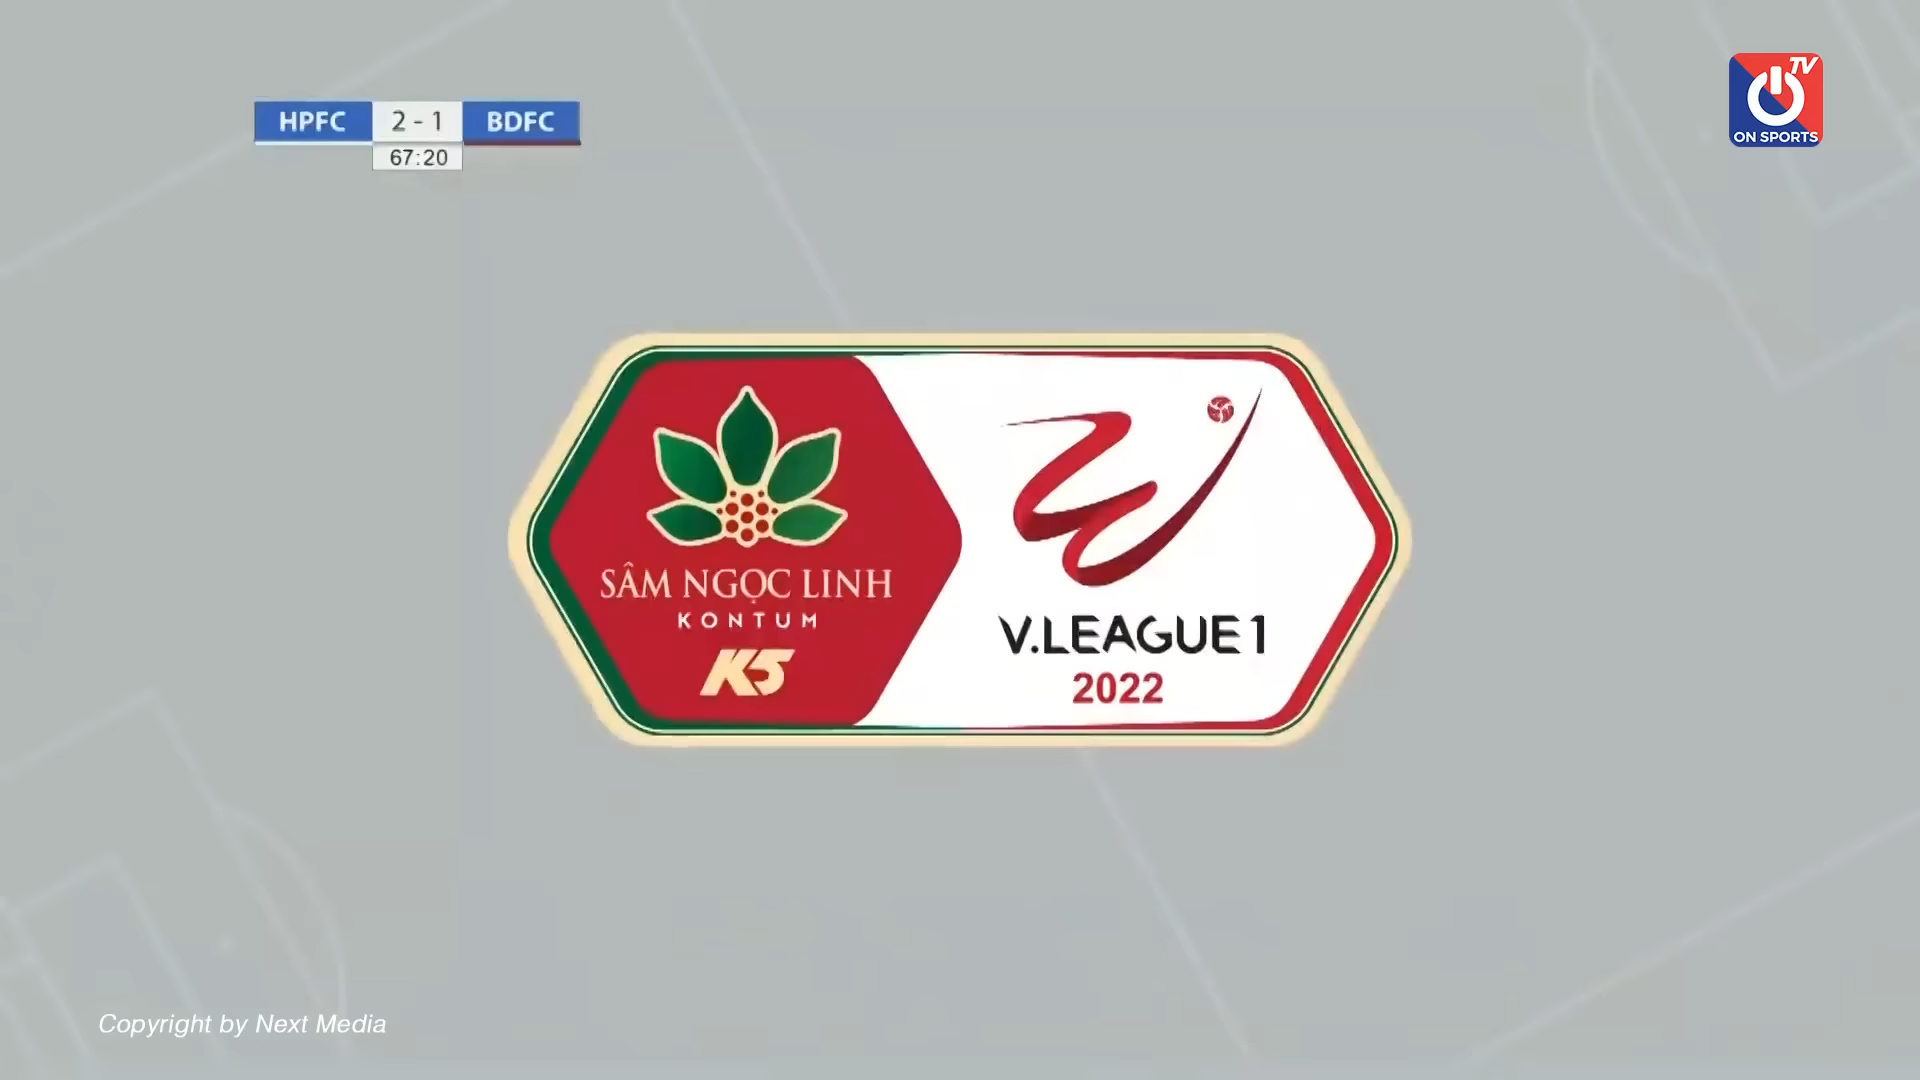 HPFC 2 - 1 BDFC
67:20
TV
ON SPORTS
SÂM NGỌC LINH
KONTUM
K5
V.LEAGUE 1
2022
Copyright by Next Media